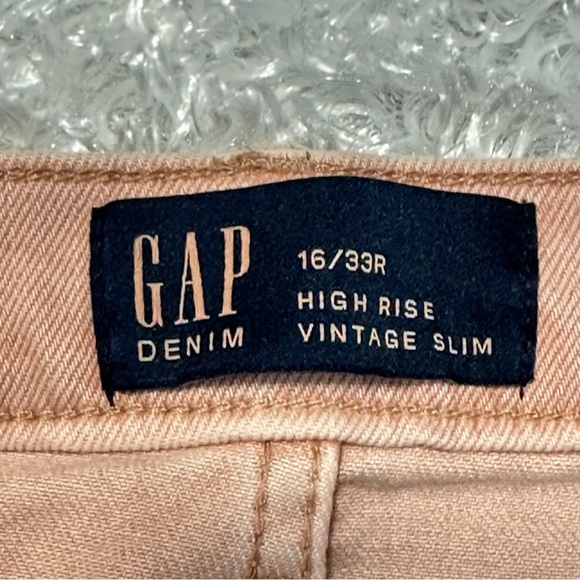 GAP
DENIM
16/33R
HIGH RISE
VINTAGE SLIM